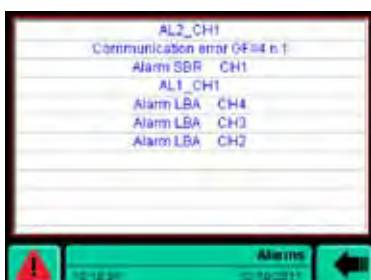 AL2_CH1
Communication error GFX4 n.1
Alarm SBR CH1
AL1_CH1
Alarm LBA CH4
Alarm LBA CH3
Alarm LBA CH2
Alarms